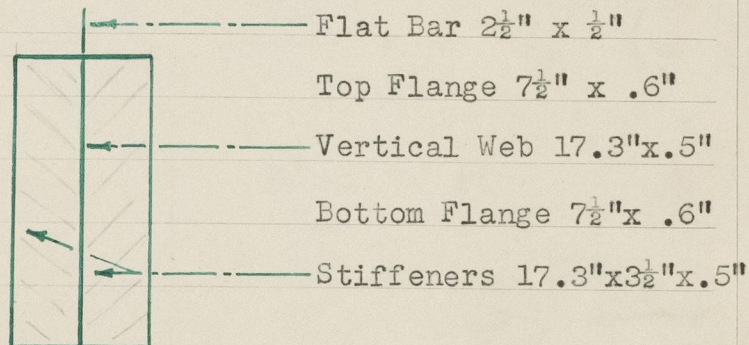 Flat Bar 2½" x ½"
Top Flange 7½" x .6"
Vertical Web 17.3"x.5"
Bottom Flange 7½"x .6"
Stiffeners 17.3"x3½"x.5"